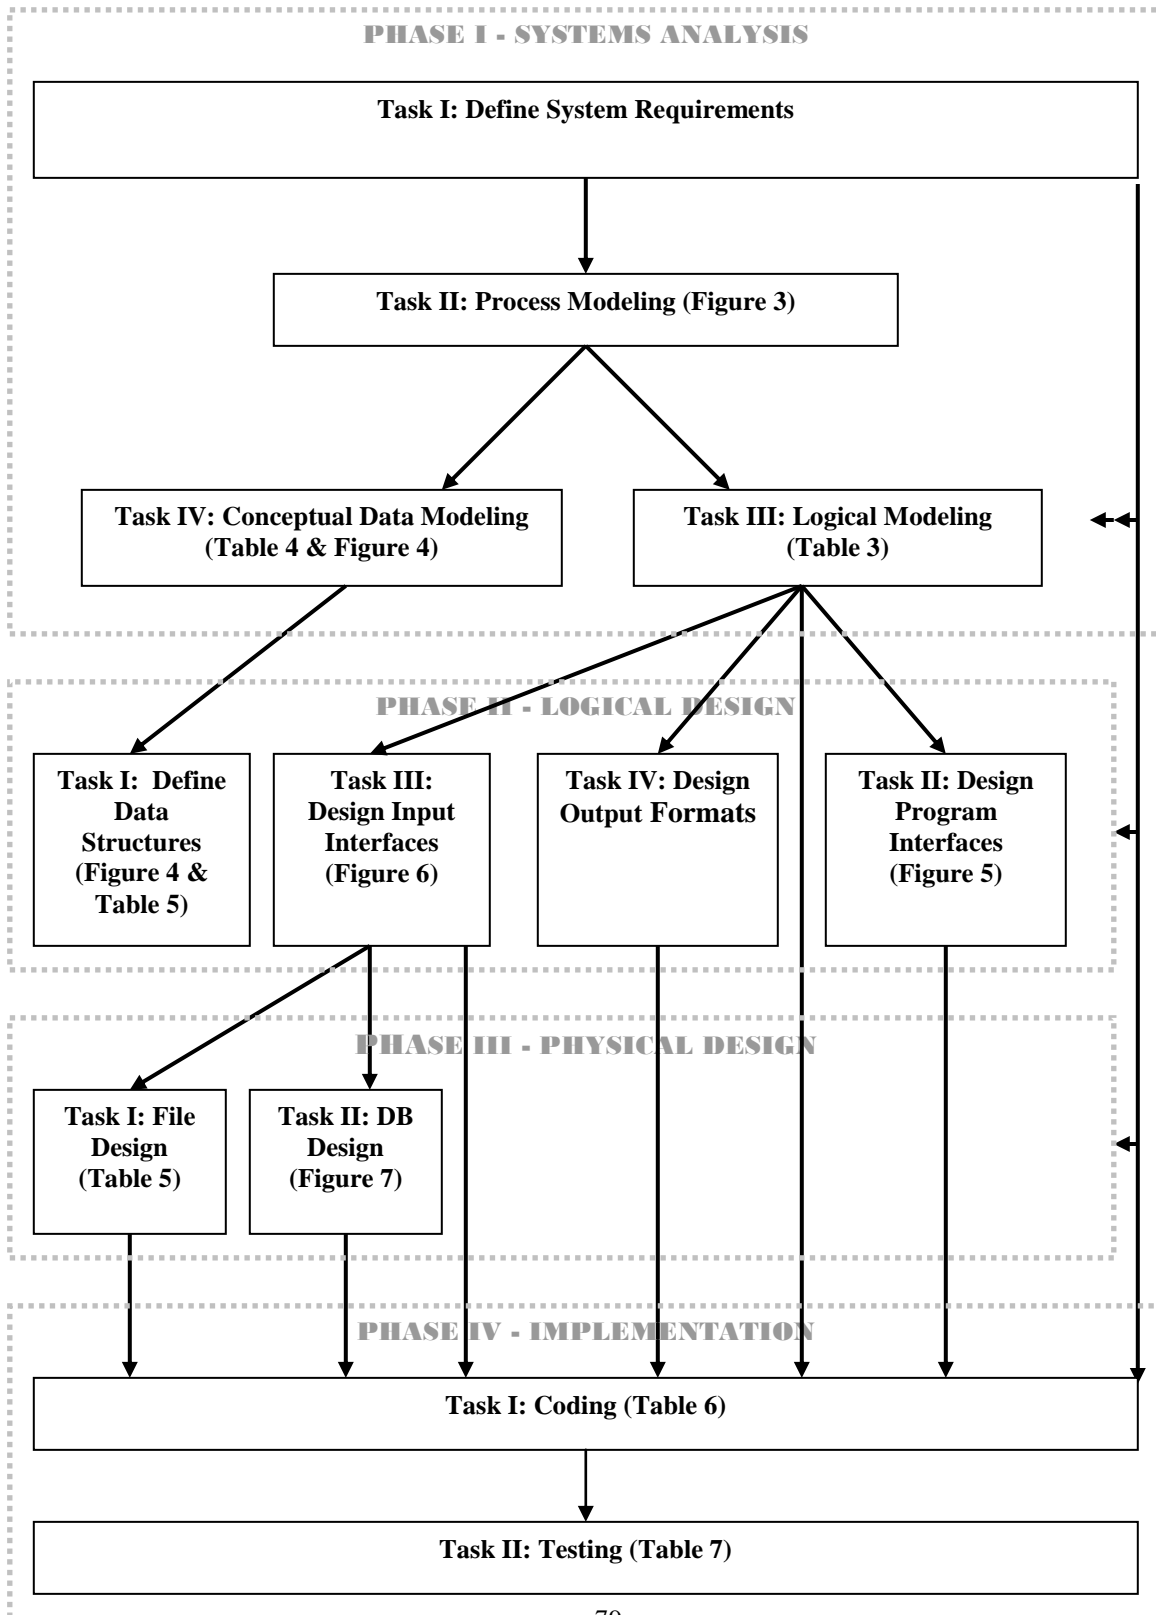 PHASE I - SYSTEMS ANALYSIS
Task I: Define System Requirements
Task II: Process Modeling (Figure 3)
Task IV: Conceptual Data Modeling
(Table 4 & Figure 4)
Task III: Logical Modeling
(Table 3)
PHASE II - LOGICAL DESIGN
Task I:  Define
Data
Structures
(Figure 4 &
Table 5)
Task III:
Design Input
Interfaces
(Figure 6)
Task IV: Design
Output Formats
Task II: Design
Program
Interfaces
(Figure 5)
PHASE III - PHYSICAL DESIGN
Task I: File
Design
(Table 5)
Task II: DB
Design
(Figure 7)
PHASE IV - IMPLEMENTATION
Task I: Coding (Table 6)
Task II: Testing (Table 7)